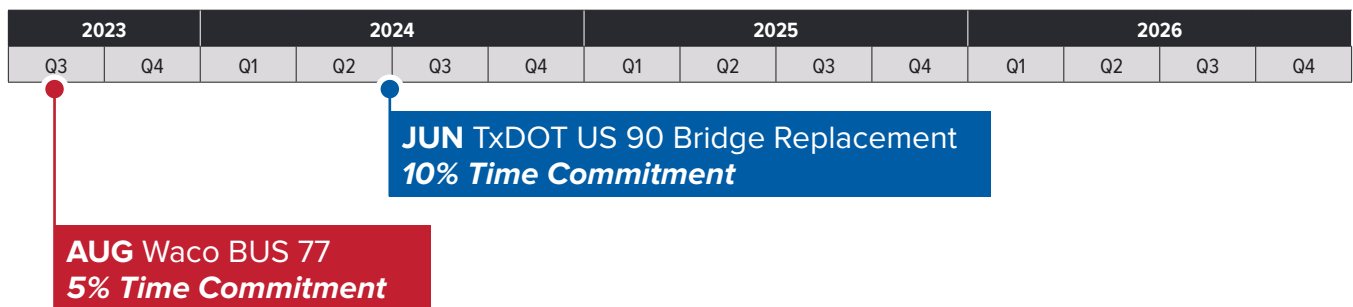 2023 2024 2025 2026
Q3 Q4 Q1 Q2 Q3 Q4 Q1 Q2 Q3 Q4 Q1 Q2 Q3 Q4
JUN TxDOT US 90 Bridge Replacement
10% Time Commitment
AUG Waco BUS 77
5% Time Commitment